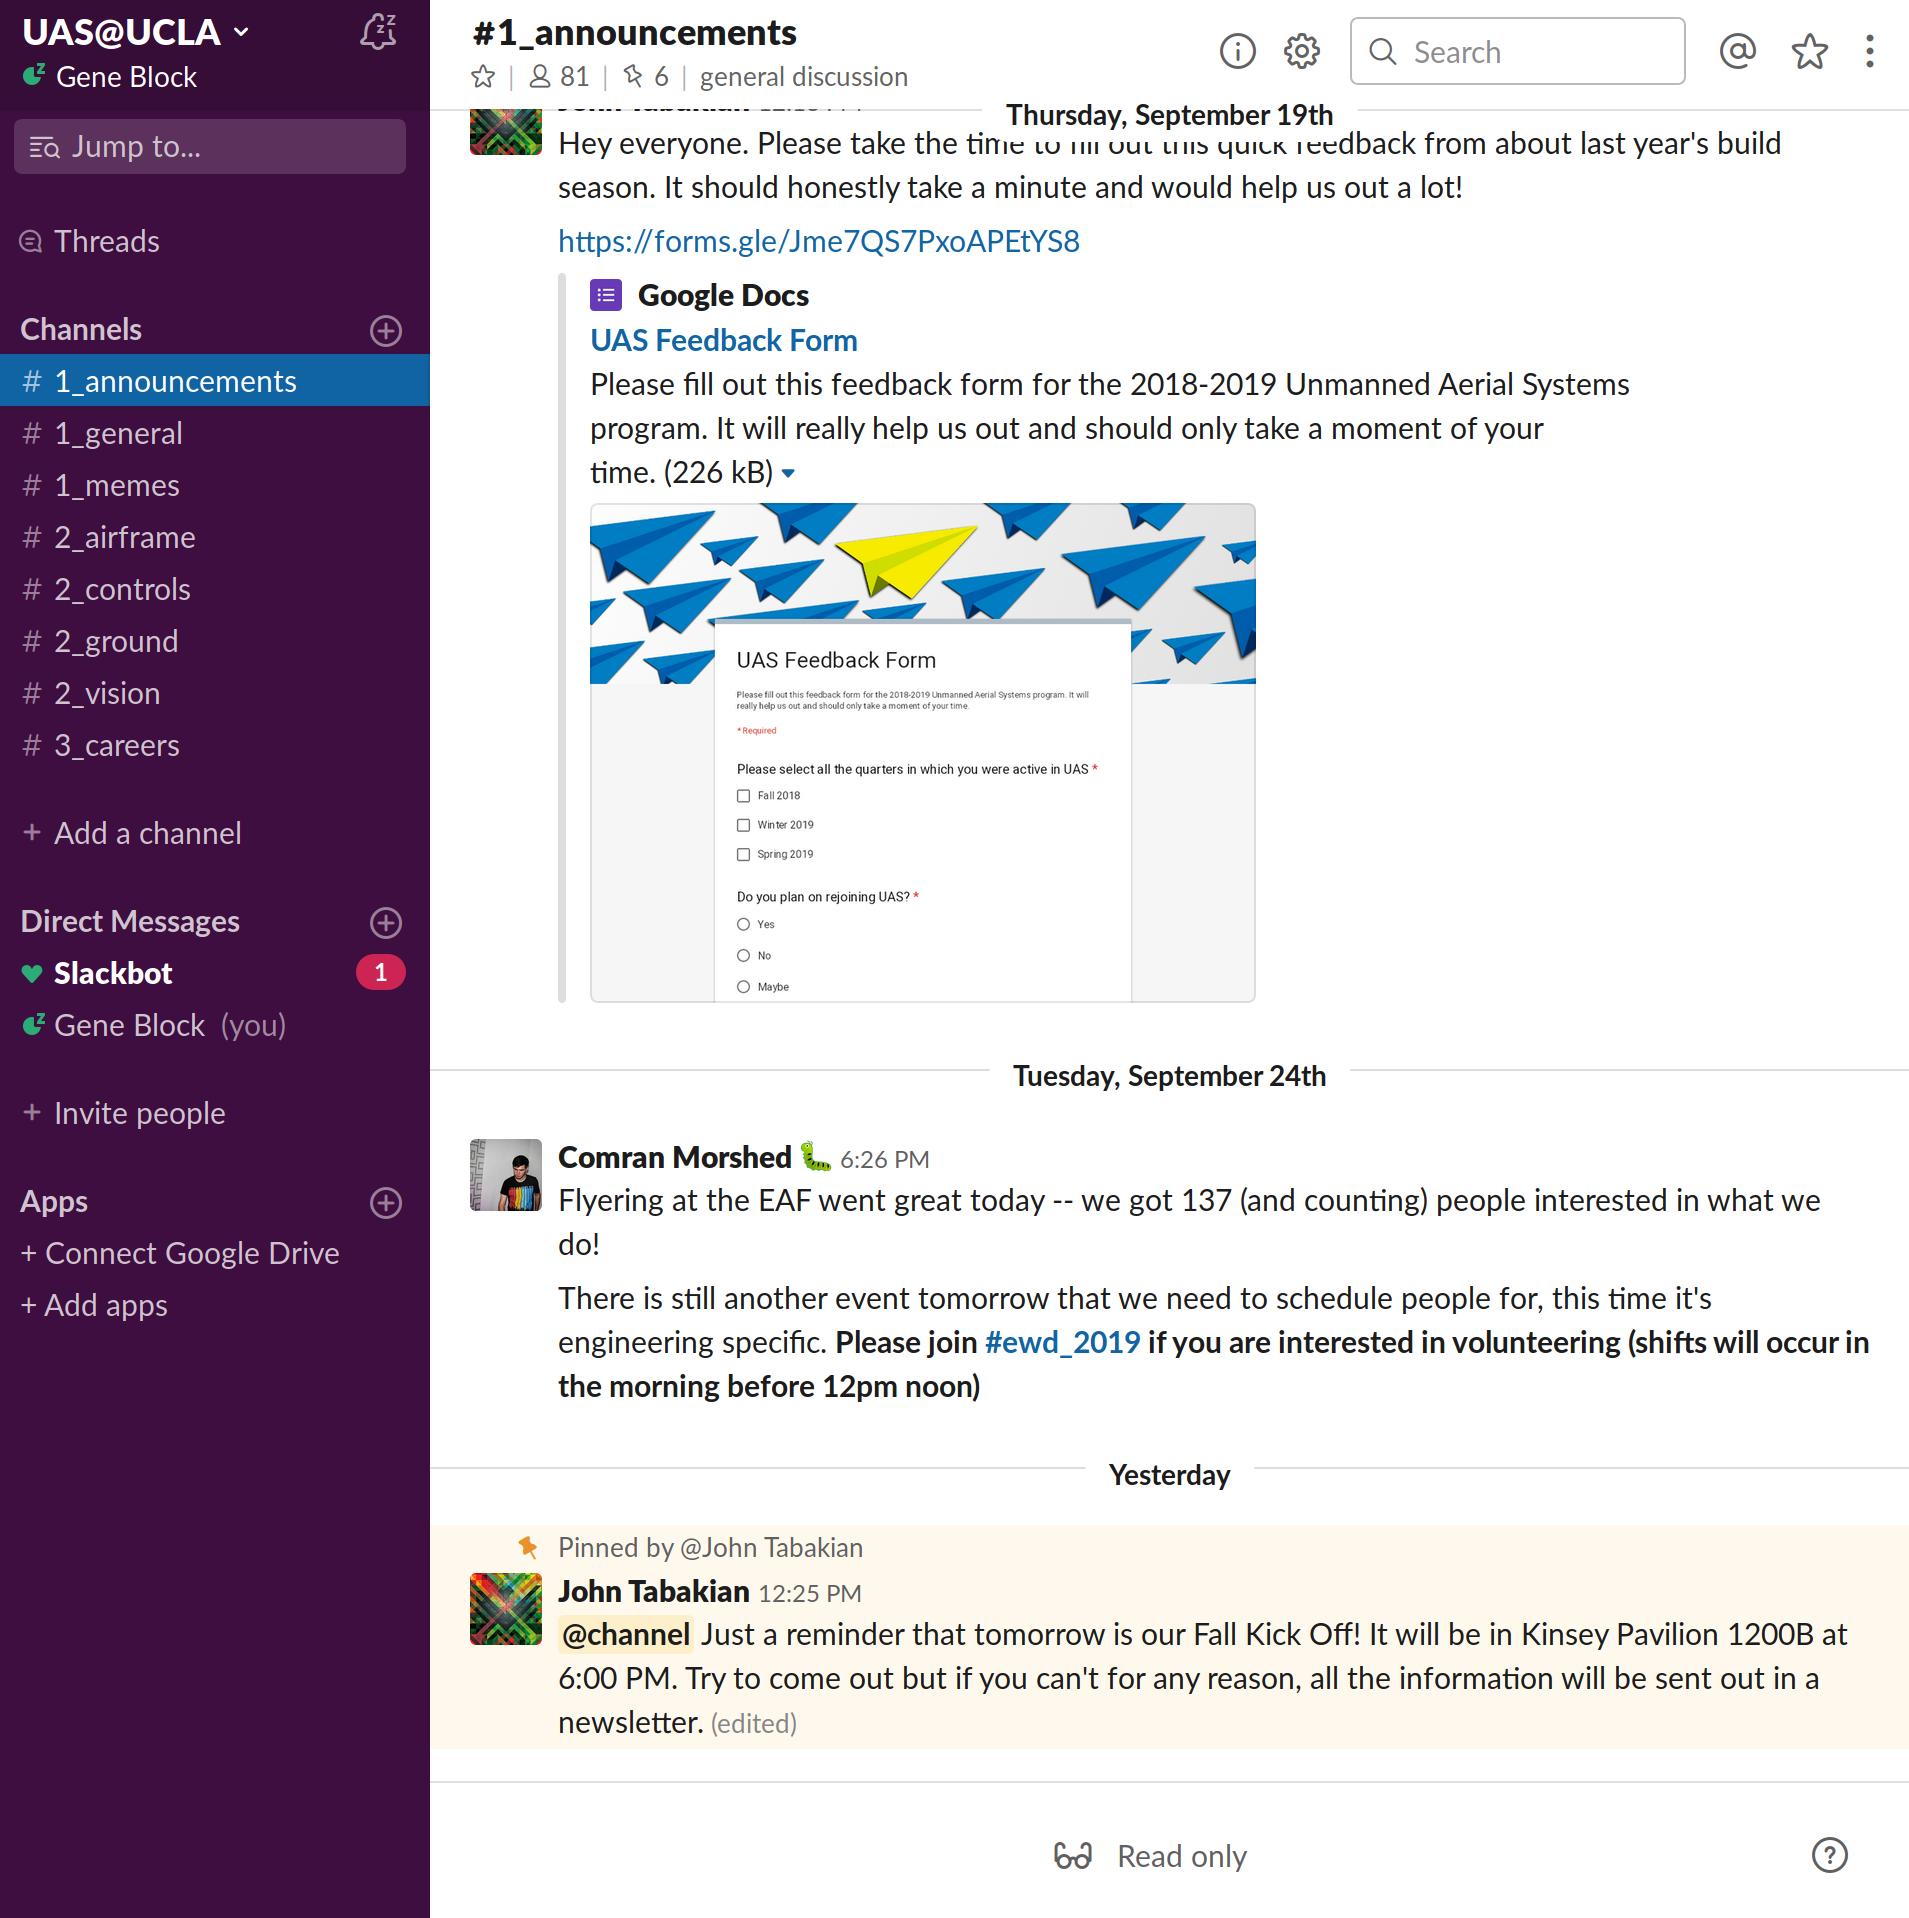 UAS@UCLA
Gene Block
Jump to...
Threads
Channels
# 1_announcements
# 1_general
# 1_memes
# 2_airframe
# 2_controls
# 2_ground
# 2_vision
# 3_careers
+ Add a channel
Direct Messages
Slackbot 1
Gene Block (you)
+ Invite people
Apps
+ Connect Google Drive
+ Add apps
#1_announcements
81 | 6 | general discussion
Search
Thursday, September 19th
John Tabakian
Hey everyone. Please take the time to fill out this quick feedback from about last year's build
season. It should honestly take a minute and would help us out a lot!
https://forms.gle/Jme7QS7PxoAPEtYS8
Google Docs
UAS Feedback Form
Please fill out this feedback form for the 2018-2019 Unmanned Aerial Systems
program. It will really help us out and should only take a moment of your
time. (226 kB)
UAS Feedback Form
Please fill out this feedback form for the 2018-2019 Unmanned Aerial Systems program. It will
really help us out and should only take a moment of your time.
* Required
Please select all the quarters in which you were active in UAS *
Fall 2018
Winter 2019
Spring 2019
Do you plan on rejoining UAS? *
Yes
No
Maybe
Tuesday, September 24th
Comran Morshed 6:26 PM
Flyering at the EAF went great today -- we got 137 (and counting) people interested in what we
do!
There is still another event tomorrow that we need to schedule people for, this time it's
engineering specific. Please join #ewd_2019 if you are interested in volunteering (shifts will occur in
the morning before 12pm noon)
Yesterday
Pinned by @John Tabakian
John Tabakian 12:25 PM
@channel Just a reminder that tomorrow is our Fall Kick Off! It will be in Kinsey Pavilion 1200B at
6:00 PM. Try to come out but if you can't for any reason, all the information will be sent out in a
newsletter. (edited)
Read only